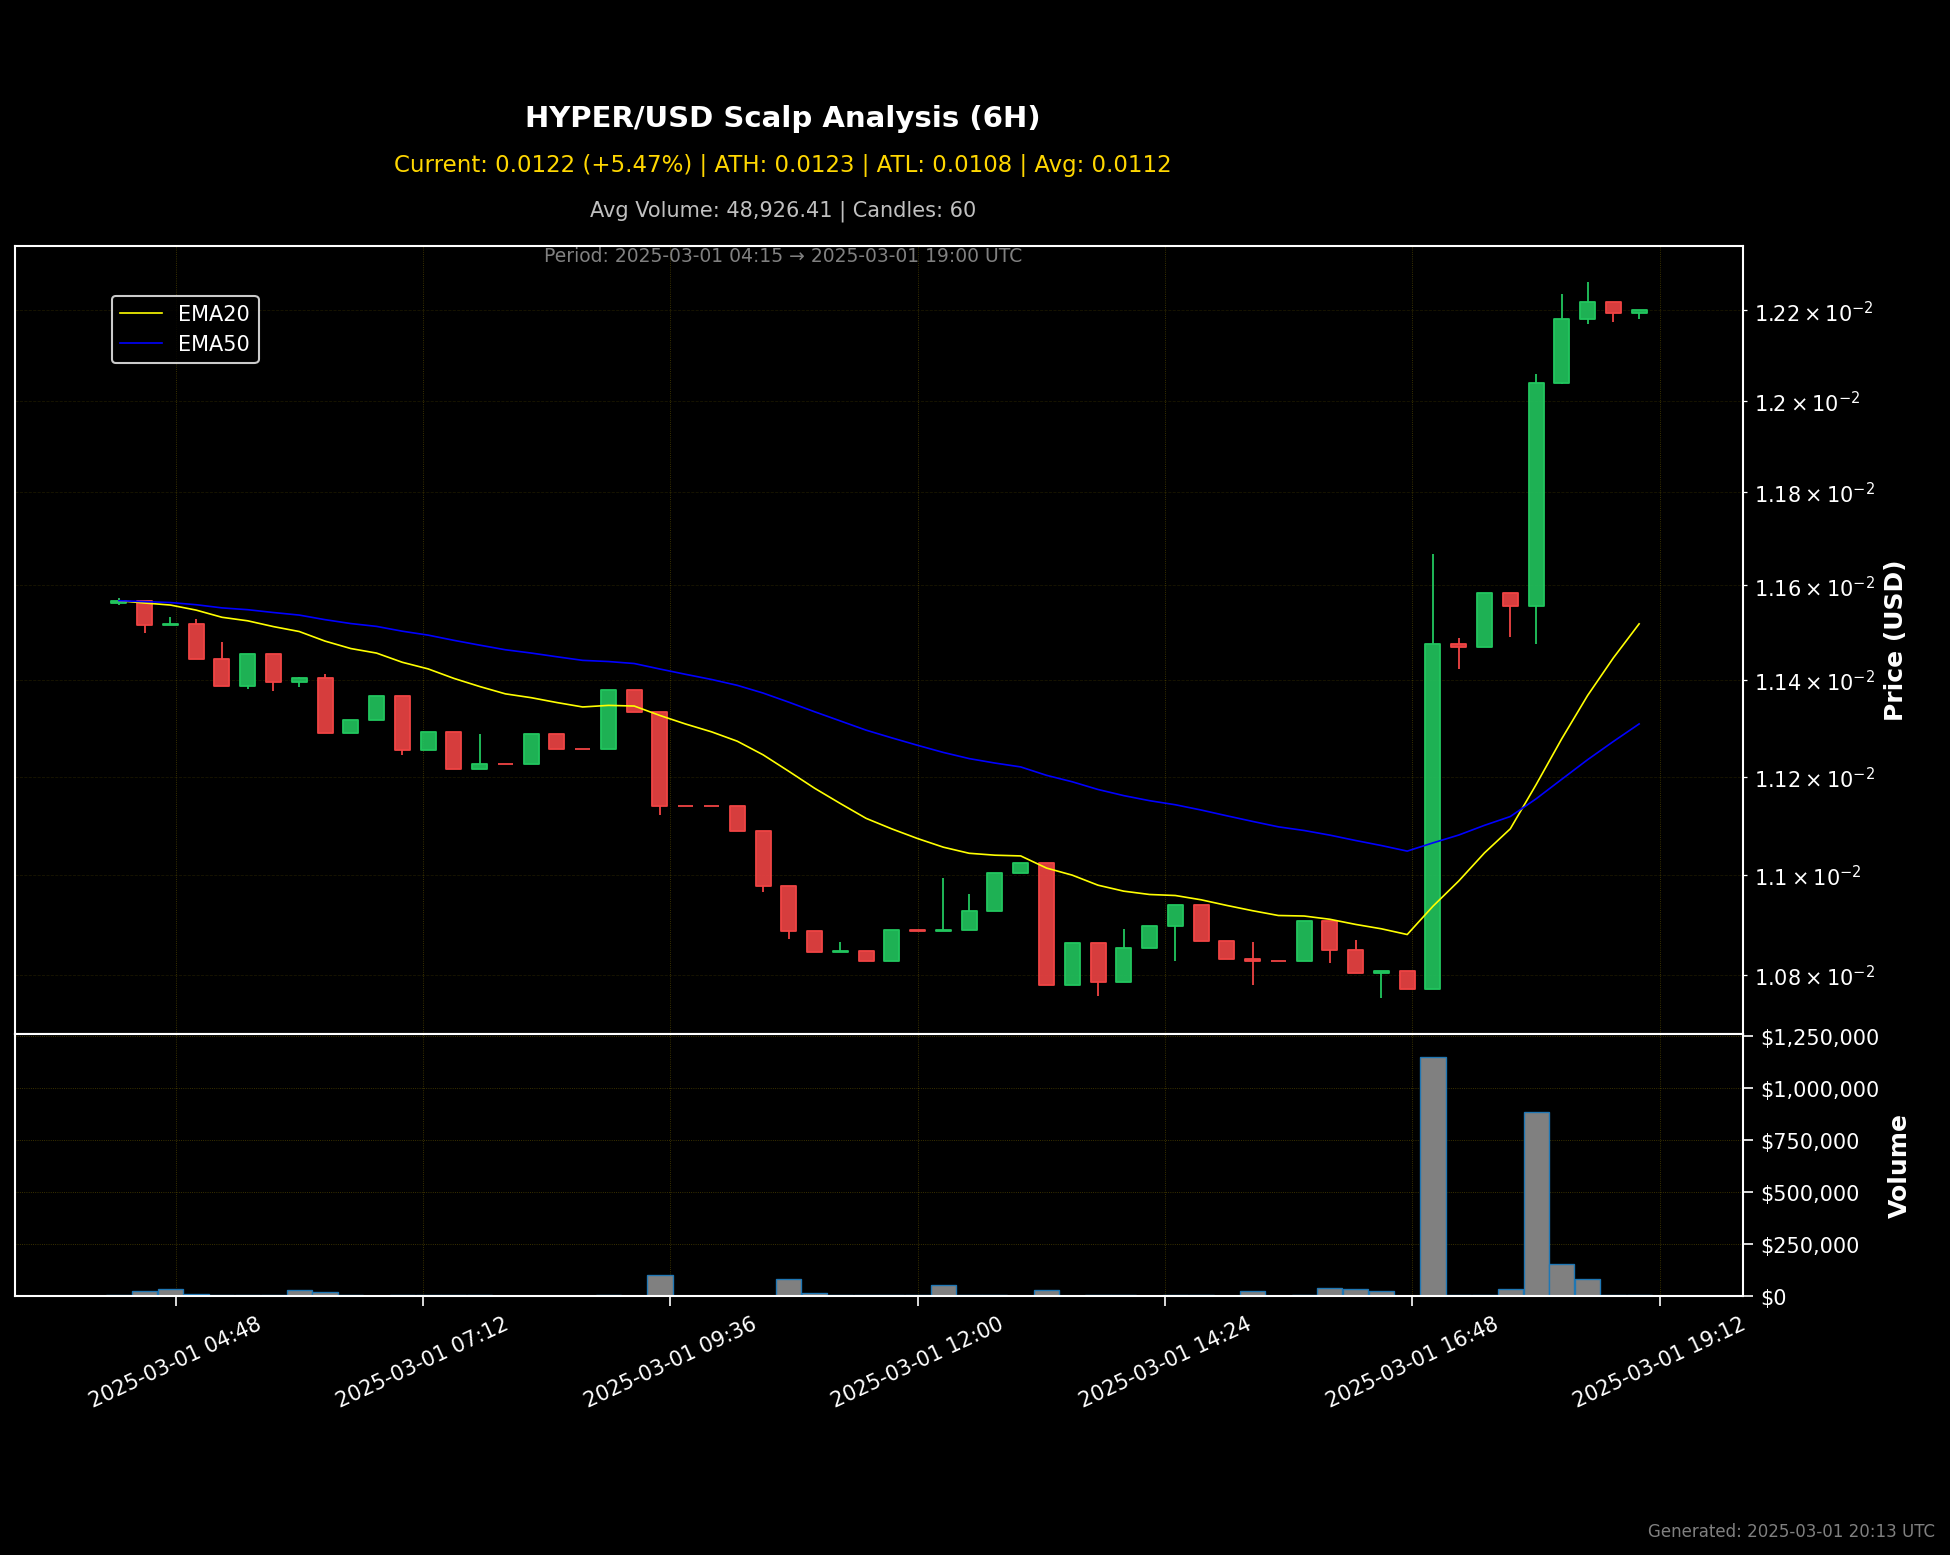 HYPER/USD Scalp Analysis (6H)
Current: 0.0122 (+5.47%) | ATH: 0.0123 | ATL: 0.0108 | Avg: 0.0112
Avg Volume: 48,926.41 | Candles: 60
Period: 2025-03-01 04:15 → 2025-03-01 19:00 UTC
EMA20
EMA50
1.22 × 10⁻²
1.2 × 10⁻²
1.18 × 10⁻²
1.16 × 10⁻²
1.14 × 10⁻²
1.12 × 10⁻²
1.1 × 10⁻²
1.08 × 10⁻²
Price (USD)
$1,250,000
$1,000,000
$750,000
$500,000
$250,000
$0
Volume
2025-03-01 04:48
2025-03-01 07:12
2025-03-01 09:36
2025-03-01 12:00
2025-03-01 14:24
2025-03-01 16:48
2025-03-01 19:12
Generated: 2025-03-01 20:13 UTC